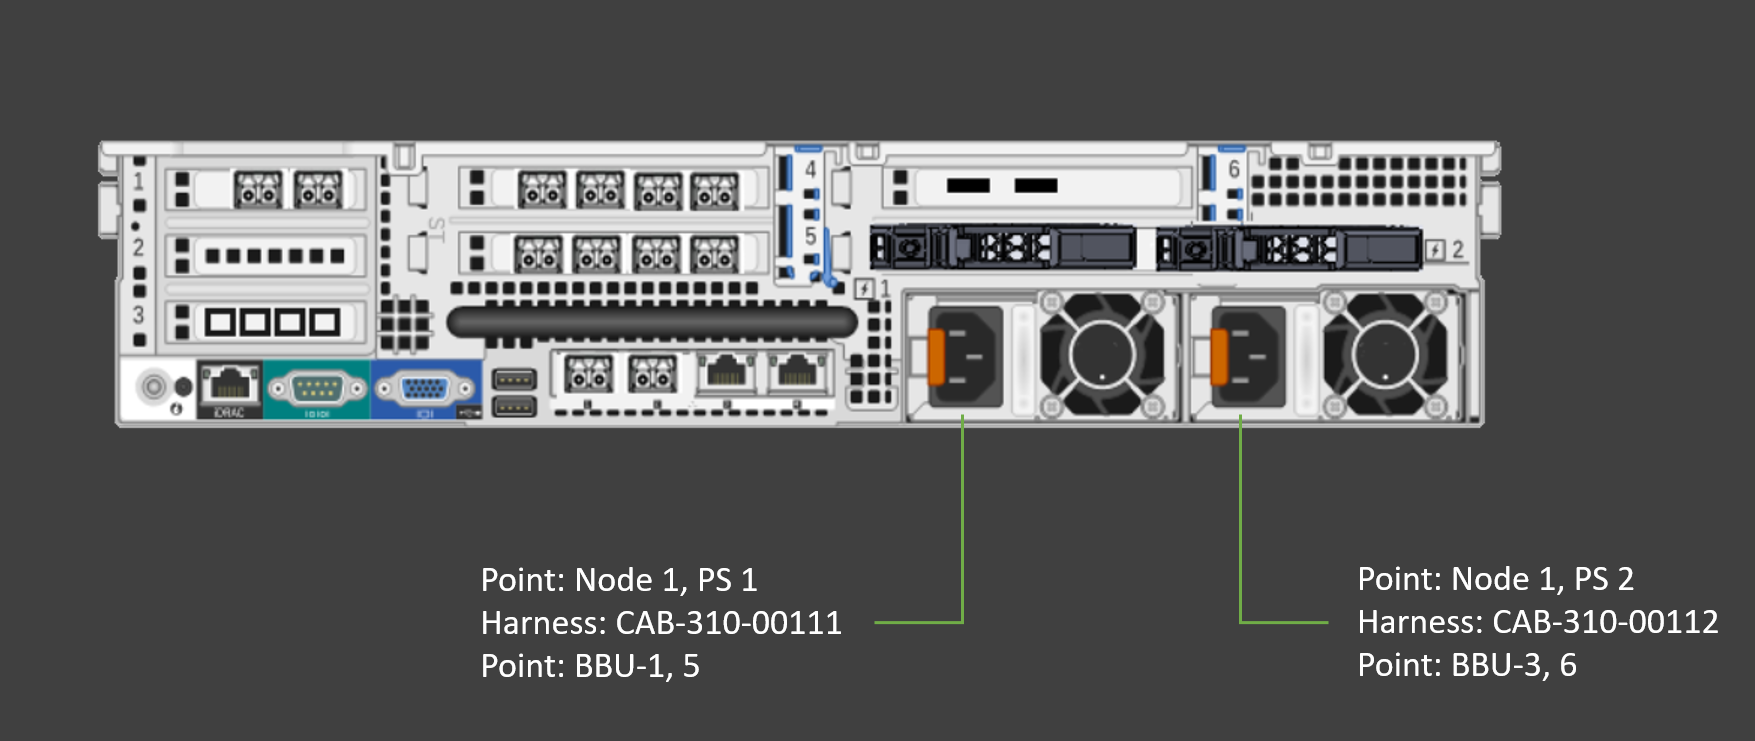 1
4
6
2
5
2
3
1
ST
iDRAC
IOIOI
Point: Node 1, PS 1
Harness: CAB-310-00111
Point: BBU-1, 5
Point: Node 1, PS 2
Harness: CAB-310-00112
Point: BBU-3, 6